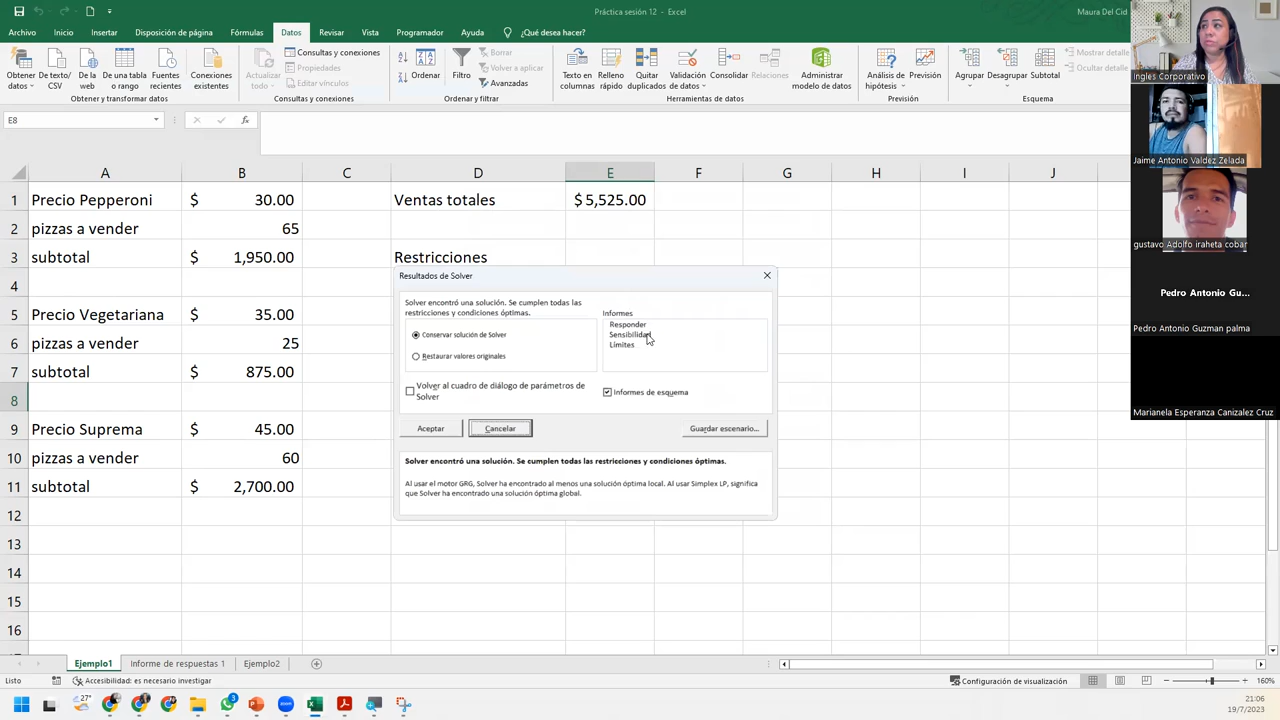 Práctica sesión 12 - Excel
Maura Del Cid
Archivo
Inicio
Insertar
Disposición de página
Fórmulas
Datos
Revisar
Vista
Programador
¿Qué desea hacer?
Obtener datos
De texto/CSV
De la web
De una tabla o rango
Fuentes recientes
Conexiones existentes
Obtener y transformar datos
Actualizar todo
Consultas y conexiones
Propiedades
Editar vínculos
Consultas y conexiones
Ordenar
Filtro
Borrar
Volver a aplicar
Avanzadas
Ordenar y filtrar
Texto en columnas
Relleno rápido
Quitar duplicados
Validación de datos
Consolidar
Relaciones
Administrar modelo de datos
Herramientas de datos
Análisis de hipótesis
Previsión
Previsión
Agrupar
Desagrupar
Subtotal
Mostrar detalle
Ocultar detalle
Esquema
E8
fx
A B C D E F G H I J
1 Precio Pepperoni $ 30.00 Ventas totales $ 5,525.00
2 pizzas a vender 65
3 subtotal $ 1,950.00 Restricciones
4
5 Precio Vegetariana $ 35.00
6 pizzas a vender 25
7 subtotal $ 875.00
8
9 Precio Suprema $ 45.00
10 pizzas a vender 60
11 subtotal $ 2,700.00
12
13
14
15
16
Resultados de Solver
Solver encontró una solución. Se cumplen todas las
restricciones y condiciones óptimas.
Conservar solución de Solver
Restaurar valores originales
Informes
Responder
Sensibilidad
Límites
Volver al cuadro de diálogo de parámetros de
Solver
Informes de esquema
Aceptar
Cancelar
Guardar escenario...
Solver encontró una solución. Se cumplen todas las restricciones y condiciones óptimas.
Al usar el motor GRG, Solver ha encontrado al menos una solución óptima local. Al usar Simplex LP, significa
que Solver ha encontrado una solución óptima global.
Ingles Corporativo
Jaime Antonio Valdez Zelada
gustavo Adolfo iraheta cobar
Pedro Antonio Gu...
Pedro Antonio Guzman palma
Marianela Esperanza Canizalez Cruz
Ejemplo1
Informe de respuestas 1
Ejemplo2
Listo
Accesibilidad: es necesario investigar
Configuración de visualización
160%
27°
3
zoom
21:06
19/7/2023